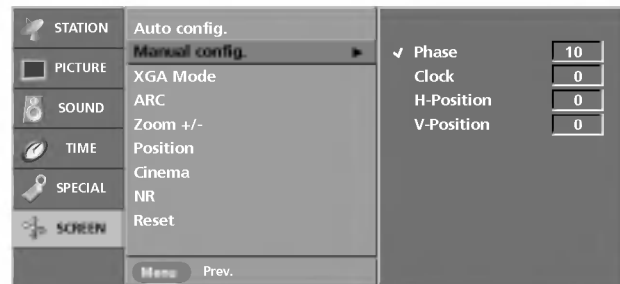 STATION
PICTURE
SOUND
TIME
SPECIAL
SCREEN
Auto config.
Manual config.
XGA Mode
ARC
Zoom +/-
Position
Cinema
NR
Reset
Menu Prev.
Phase 10
Clock 0
H-Position 0
V-Position 0